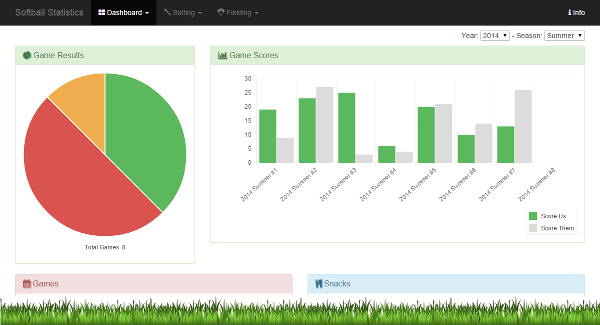 Softball Statistics Dashboard Batting Fielding Info
Year: 2014 - Season: Summer
Game Results
Game Scores
30
25
20
15
10
5
0
2014 Summer #1
2014 Summer #2
2014 Summer #3
2014 Summer #4
2014 Summer #5
2014 Summer #6
2014 Summer #7
2014 Summer #8
Score Us
Score Them
Total Games: 8
Games
Snacks